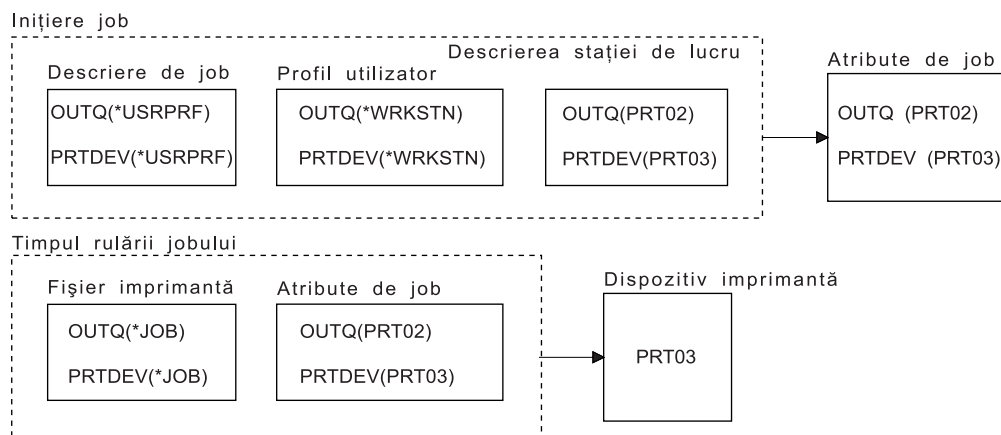 Inițiere job
Descrierea stației de lucru
Descriere de job
OUTQ(*USRPRF)
PRTDEV(*USRPRF)
Profil utilizator
OUTQ(*WRKSTN)
PRTDEV(*WRKSTN)
OUTQ(PRT02)
PRTDEV(PRT03)
Atribute de job
OUTQ (PRT02)
PRTDEV (PRT03)
Timpul rulării jobului
Fişier imprimantă
OUTQ(*JOB)
PRTDEV(*JOB)
Atribute de job
OUTQ(PRT02)
PRTDEV(PRT03)
Dispozitiv imprimantă
PRT03